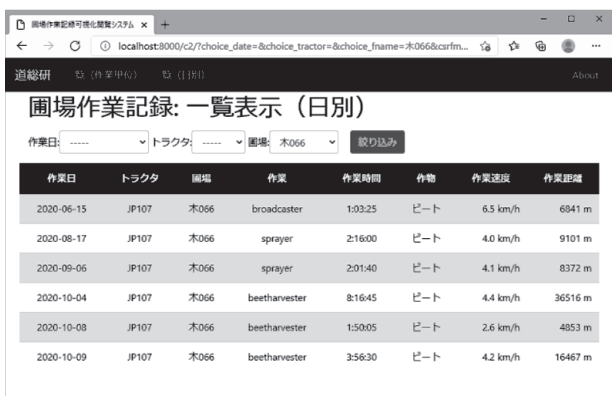 圃場作業記録可視化閲覧システム
localhost:8000/c2/?choice_date=&choice_tractor=&choice_fname=木066&csrfm...
道総研 覧 (作業単位) 覧 (日別) About
圃場作業記録: 一覧表示（日別）
作業日: ----- トラクタ: ----- 圃場: 木066 絞り込み
作業日 トラクタ 圃場 作業 作業時間 作物 作業速度 作業距離
2020-06-15 JP107 木066 broadcaster 1:03:25 ビート 6.5 km/h 6841 m
2020-08-17 JP107 木066 sprayer 2:16:00 ビート 4.0 km/h 9101 m
2020-09-06 JP107 木066 sprayer 2:01:40 ビート 4.1 km/h 8372 m
2020-10-04 JP107 木066 beetharvester 8:16:45 ビート 4.4 km/h 36516 m
2020-10-08 JP107 木066 beetharvester 1:50:05 ビート 2.6 km/h 4853 m
2020-10-09 JP107 木066 beetharvester 3:56:30 ビート 4.2 km/h 16467 m